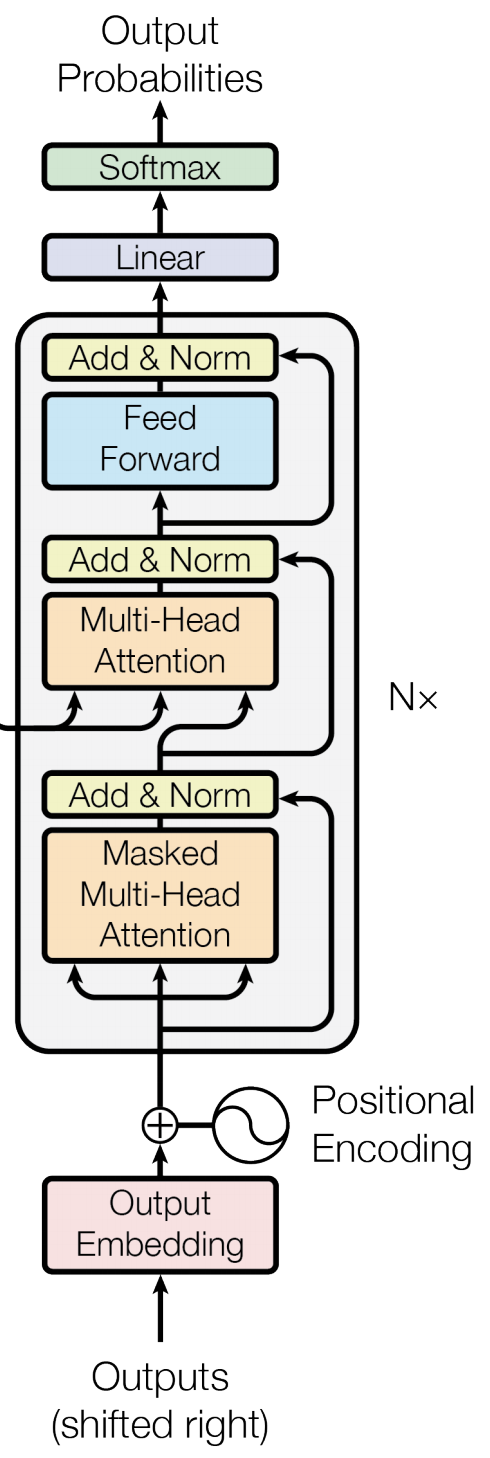 Output
Probabilities
Softmax
Linear
Add & Norm
Feed
Forward
Add & Norm
Multi-Head
Attention
N×
Add & Norm
Masked
Multi-Head
Attention
Positional
Encoding
Output
Embedding
Outputs
(shifted right)